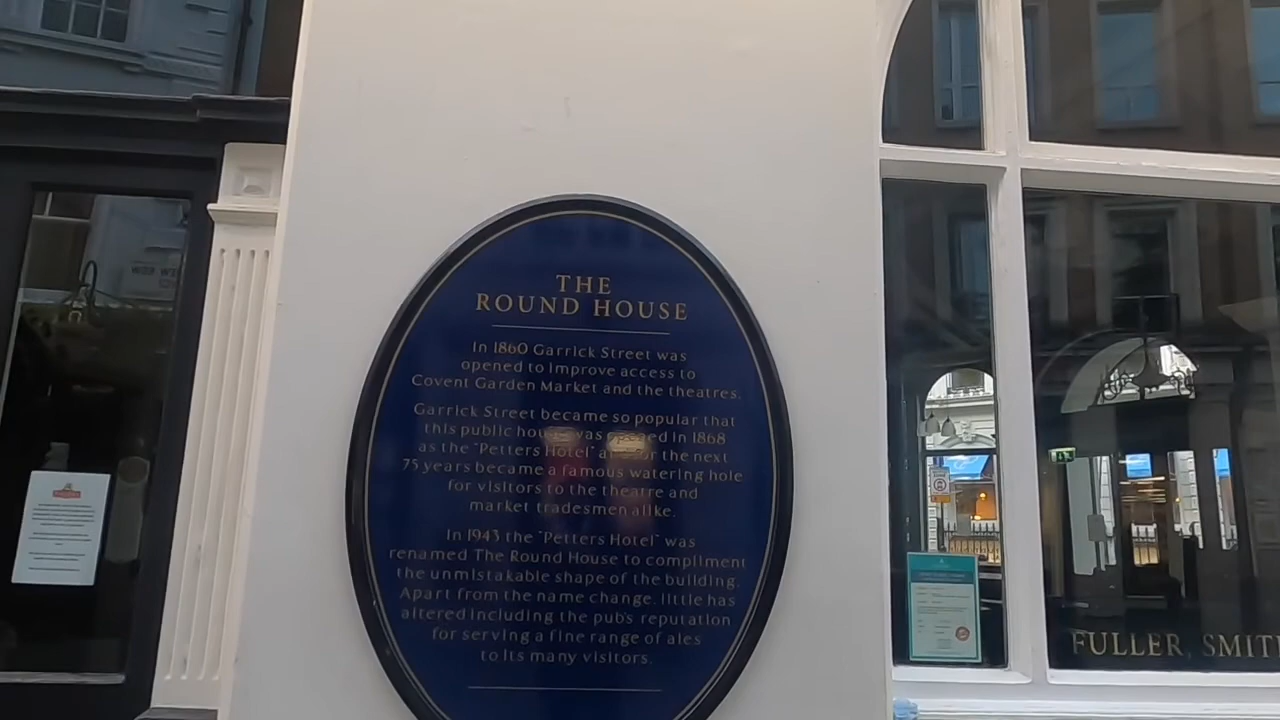 THE
ROUND HOUSE
In 1860 Garrick Street was
opened to improve access to
Covent Garden Market and the theatres.
Garrick Street became so popular that
this public house was opened in 1868
as the "Petters Hotel" and for the next
75 years became a famous watering hole
for visitors to the theatre and
market tradesmen alike.
In 1943 the "Petters Hotel" was
renamed The Round House to compliment
the unmistakable shape of the building.
Apart from the name change, little has
altered including the pub's reputation
for serving a fine range of ales
to its many visitors.
FULLER, SMITH